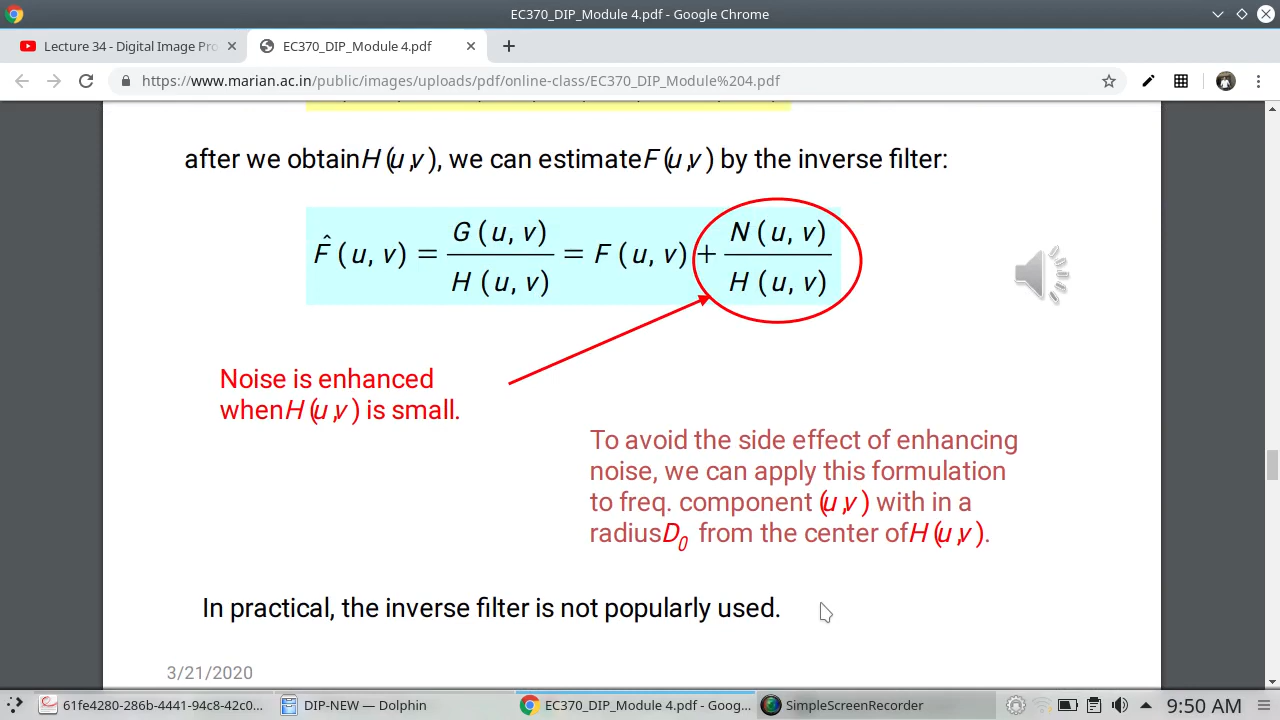 EC370_DIP_Module 4.pdf - Google Chrome
Lecture 34 - Digital Image Pro
EC370_DIP_Module 4.pdf
https://www.marian.ac.in/public/images/uploads/pdf/online-class/EC370_DIP_Module%204.pdf
after we obtain H(u,v), we can estimate F(u,v) by the inverse filter:
F̂(u, v) = G(u, v) / H(u, v) = F(u, v) + N(u, v) / H(u, v)
Noise is enhanced
when H(u,v) is small.
To avoid the side effect of enhancing
noise, we can apply this formulation
to freq. component (u,v) with in a
radius D0 from the center of H(u,v).
In practical, the inverse filter is not popularly used.
3/21/2020
61fe4280-286b-4441-94c8-42c0...
DIP-NEW — Dolphin
EC370_DIP_Module 4.pdf - Goog...
SimpleScreenRecorder
9:50 AM